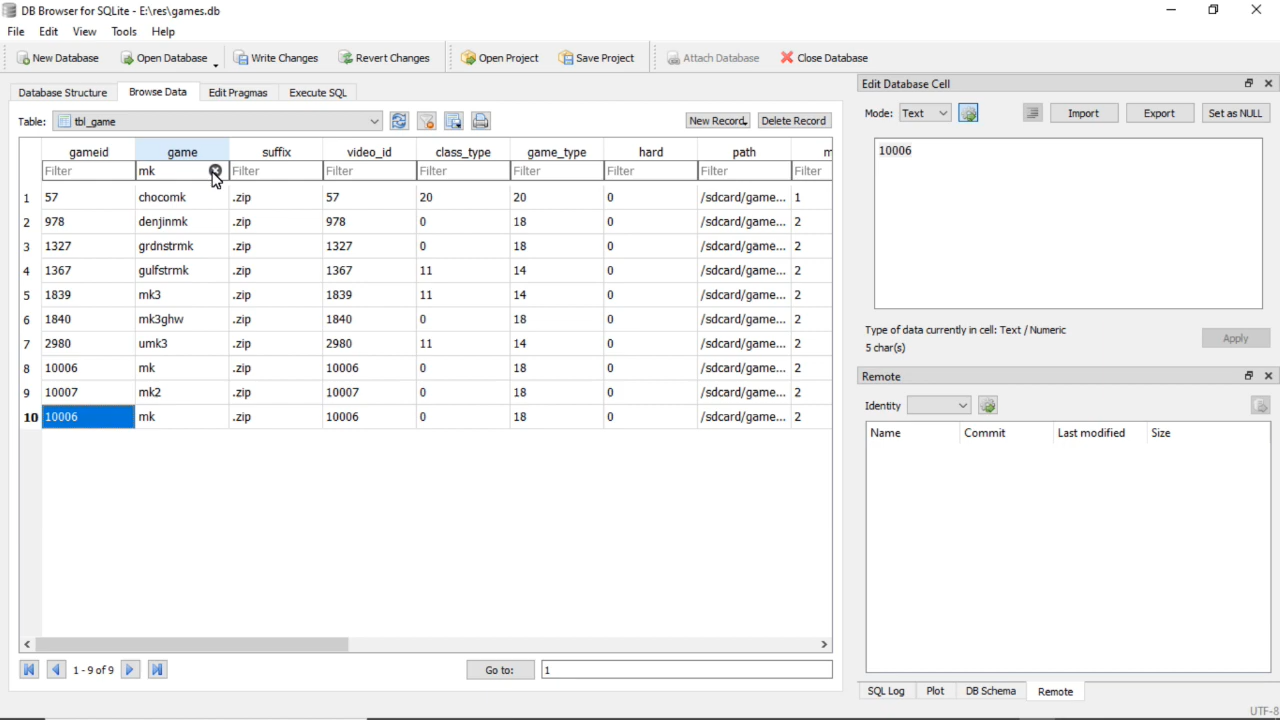 DB Browser for SQLite - E:\res\games.db
File Edit View Tools Help
New Database Open Database Write Changes Revert Changes Open Project Save Project Attach Database Close Database
Database Structure Browse Data Edit Pragmas Execute SQL
Table: tbl_game New Record Delete Record
gameid game suffix video_id class_type game_type hard path m
Filter mk Filter Filter Filter Filter Filter Filter Filter
1 57 chocomk .zip 57 20 20 0 /sdcard/game... 1
2 978 denjinmk .zip 978 0 18 0 /sdcard/game... 2
3 1327 grdnstrmk .zip 1327 0 18 0 /sdcard/game... 2
4 1367 gulfstrmk .zip 1367 11 14 0 /sdcard/game... 2
5 1839 mk3 .zip 1839 11 14 0 /sdcard/game... 2
6 1840 mk3ghw .zip 1840 0 18 0 /sdcard/game... 2
7 2980 umk3 .zip 2980 11 14 0 /sdcard/game... 2
8 10006 mk .zip 10006 0 18 0 /sdcard/game... 2
9 10007 mk2 .zip 10007 0 18 0 /sdcard/game... 2
10 10006 mk .zip 10006 0 18 0 /sdcard/game... 2
1 - 9 of 9 Go to: 1
Edit Database Cell
Mode: Text Import Export Set as NULL
10006
Type of data currently in cell: Text / Numeric
5 char(s)
Apply
Remote
Identity
Name Commit Last modified Size
SQL Log Plot DB Schema Remote
UTF-8